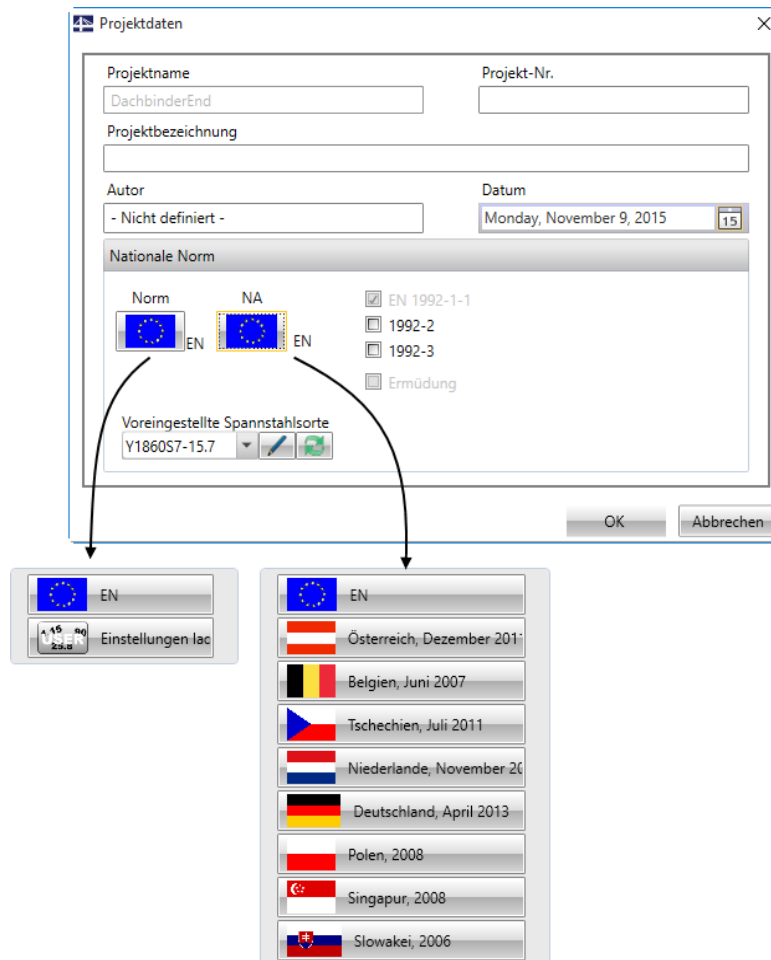 Projektdaten
Projektname
Projekt-Nr.
DachbinderEnd
Projektbezeichnung
Autor
Datum
- Nicht definiert -
Monday, November 9, 2015
15
Nationale Norm
Norm
NA
EN 1992-1-1
EN
EN
1992-2
1992-3
Ermüdung
Voreingestellte Spannstahlsorte
Y1860S7-15.7
OK
Abbrechen
EN
USER
25.8
Einstellungen lad
EN
Österreich, Dezember 201
Belgien, Juni 2007
Tschechien, Juli 2011
Niederlande, November 20
Deutschland, April 2013
Polen, 2008
Singapur, 2008
Slowakei, 2006